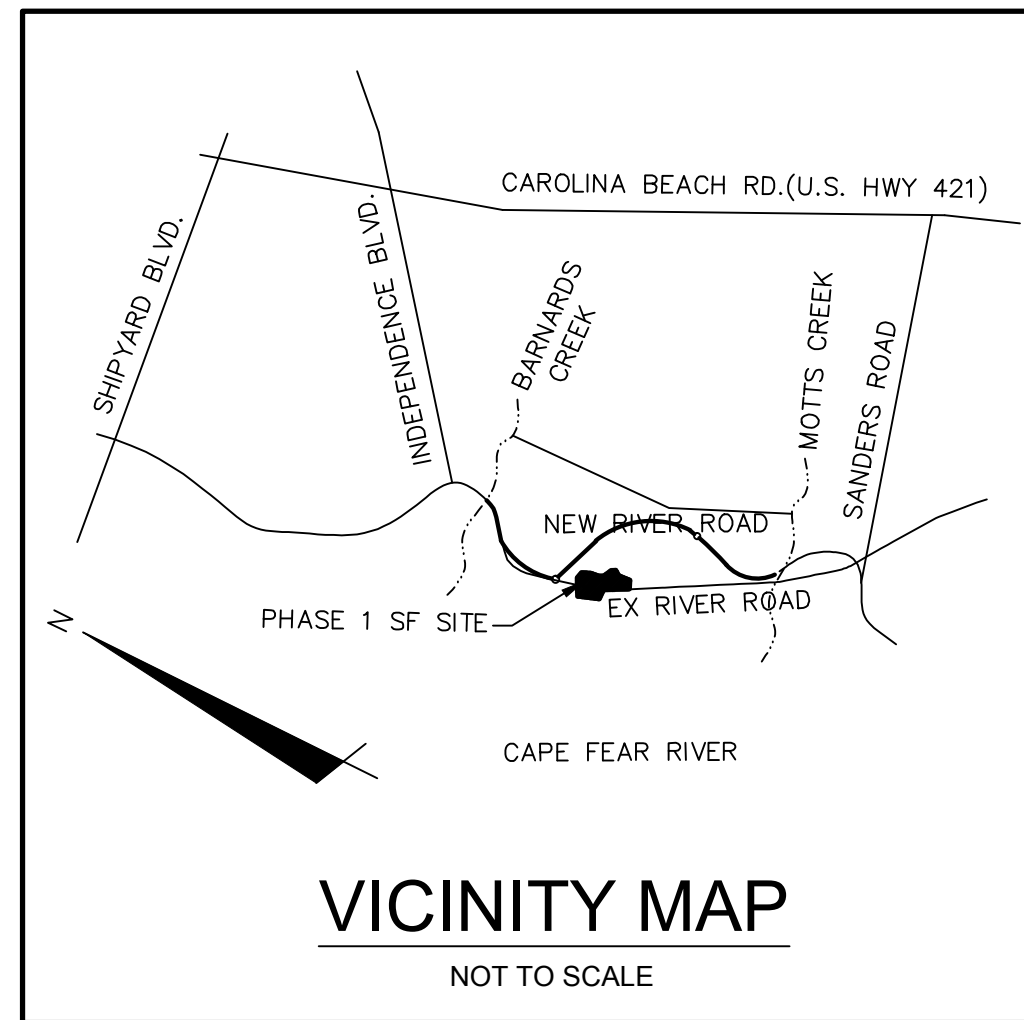 CAROLINA BEACH RD.(U.S. HWY 421)
SHIPYARD BLVD.
INDEPENDENCE BLVD.
BARNARDS
CREEK
MOTTS CREEK
SANDERS ROAD
NEW RIVER ROAD
EX RIVER ROAD
PHASE 1 SF SITE
N
CAPE FEAR RIVER
VICINITY MAP
NOT TO SCALE